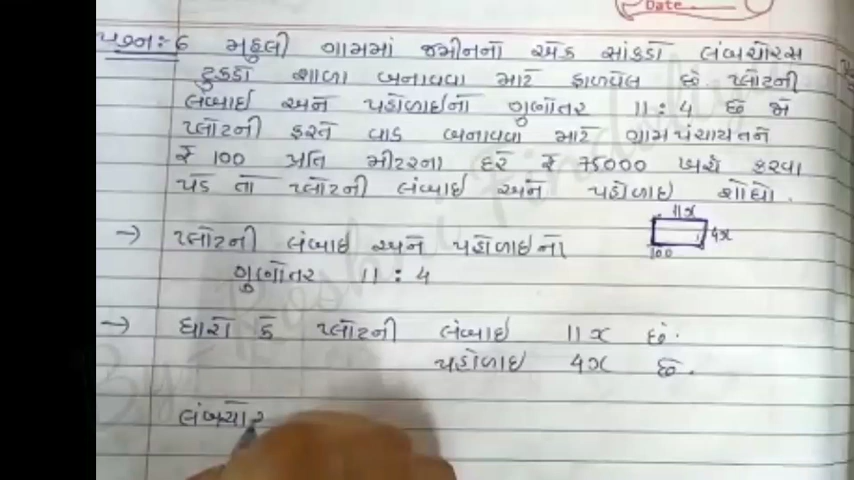 Date
પ્રશ્નઃ 6 મહુલી ગામમાં જમીનનો એક સાંકડો લંબચોરસ
ટુકડો શાળા બનાવવા માટે ફાળવેલ છે. પ્લોટની
લંબાઈ અને પહોળાઈનો ગુણોતર 11 : 4 છે જો
પ્લોટની ફરતે વાડ બનાવવા માટે ગ્રામ પંચાયતને
₹ 100 પ્રતિ મીટરના દરે ₹ 75000 ખર્ચ કરવા
પડે તો પ્લોટની લંબાઈ અને પહોળાઈ શોધો.
11x
4x
100
→ પ્લોટની લંબાઈ અને પહોળાઈનો
ગુણોતર 11 : 4
→ ધારો કે પ્લોટની લંબાઈ 11x છે.
પહોળાઈ 4x છે.
લંબચોર